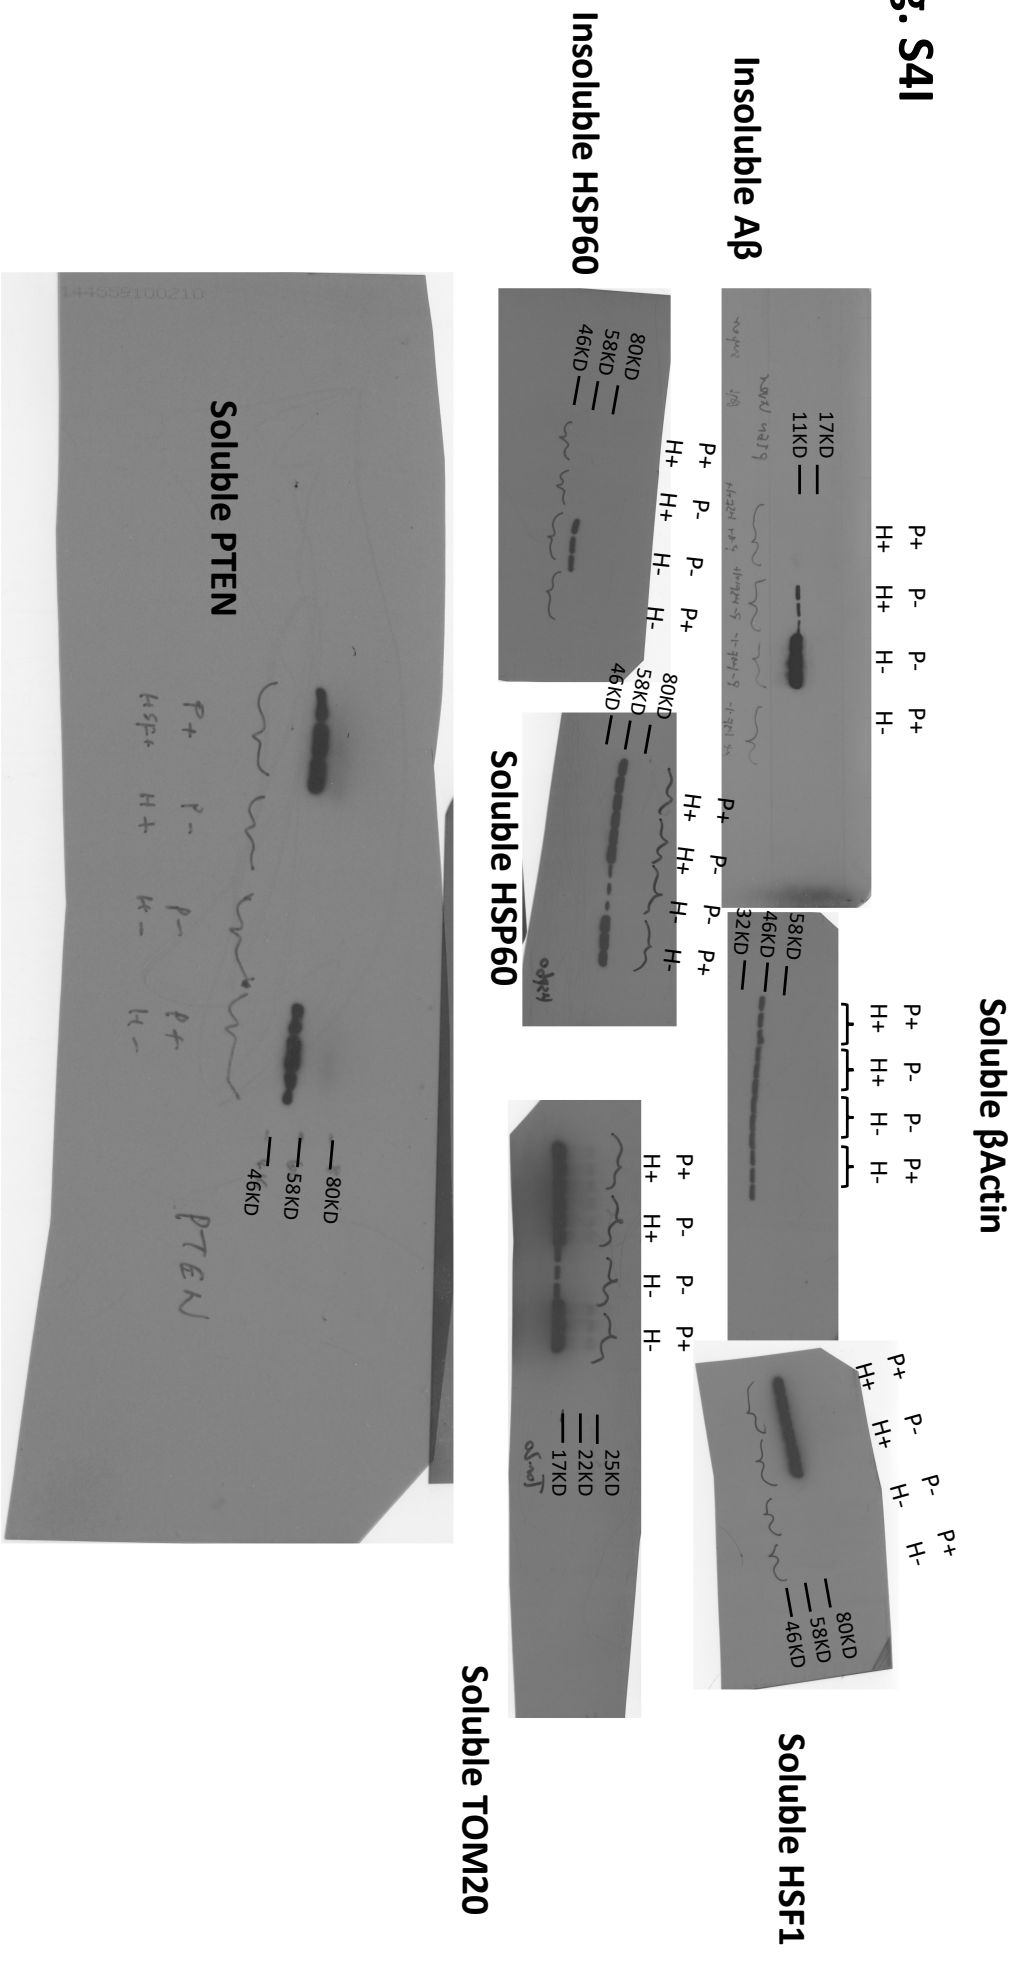 g. S4I
Soluble βActin
Insoluble Aβ
P+ P- P- P+
H+ H+ H- H-
17KD
11KD
P+ P- P- P+
H+ H+ H- H-
58KD
46KD
32KD
P+ P- P- P+
H+ H+ H- H-
80KD
58KD
46KD
Soluble HSF1
Insoluble HSP60
P+ P- P- P+
H+ H+ H- H-
80KD
58KD
46KD
P+ P- P- P+
H+ H+ H- H-
80KD
58KD
46KD
Hsp60
Soluble HSP60
P+ P- P- P+
H+ H+ H- H-
25KD
22KD
17KD
Tom20
Soluble TOM20
80KD
58KD
46KD
Soluble PTEN
P+ P- P- P+
HSF+ H+ H- H-
PTEN
144559100210